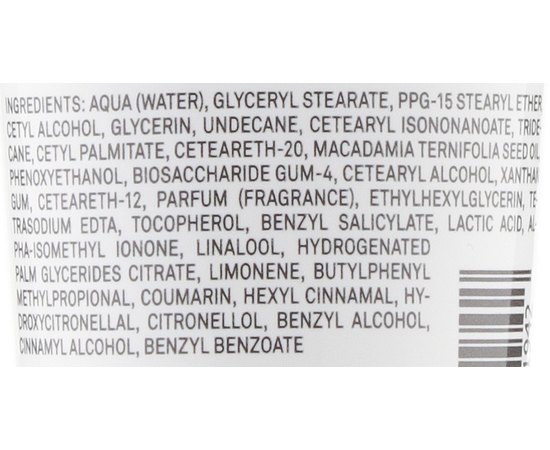 INGREDIENTS: AQUA (WATER), GLYCERYL STEARATE, PPG-15 STEARYL ETHER
CETYL ALCOHOL, GLYCERIN, UNDECANE, CETEARYL ISONONANOATE, TRIDE-
CANE, CETYL PALMITATE, CETEARETH-20, MACADAMIA TERNIFOLIA SEED OIL
PHENOXYETHANOL, BIOSACCHARIDE GUM-4, CETEARYL ALCOHOL, XANTHAN
GUM, CETEARETH-12, PARFUM (FRAGRANCE), ETHYLHEXYLGLYCERIN, TE-
TRASODIUM EDTA, TOCOPHEROL, BENZYL SALICYLATE, LACTIC ACID, AL-
PHA-ISOMETHYL IONONE, LINALOOL, HYDROGENATED
PALM GLYCERIDES CITRATE, LIMONENE, BUTYLPHENYL
METHYLPROPIONAL, COUMARIN, HEXYL CINNAMAL, HY-
DROXYCITRONELLAL, CITRONELLOL, BENZYL ALCOHOL,
CINNAMYL ALCOHOL, BENZYL BENZOATE